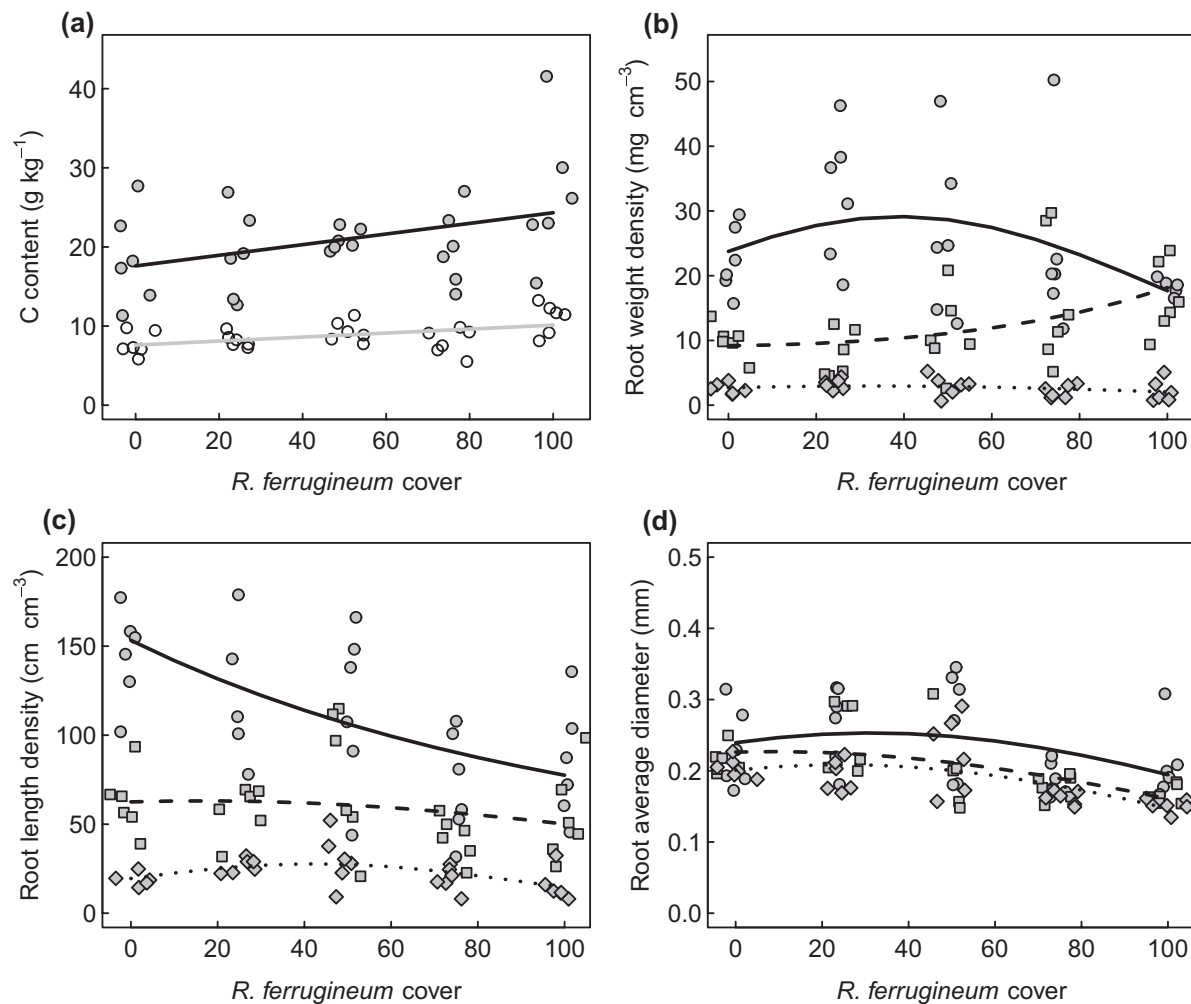 (a)
40
30
20
10
0
C content (g kg⁻¹)
0 20 40 60 80 100
R. ferrugineum cover
(b)
50
40
30
20
10
0
Root weight density (mg cm⁻³)
0 20 40 60 80 100
R. ferrugineum cover
(c)
200
150
100
50
0
Root length density (cm cm⁻³)
0 20 40 60 80 100
R. ferrugineum cover
(d)
0.5
0.4
0.3
0.2
0.1
0.0
Root average diameter (mm)
0 20 40 60 80 100
R. ferrugineum cover